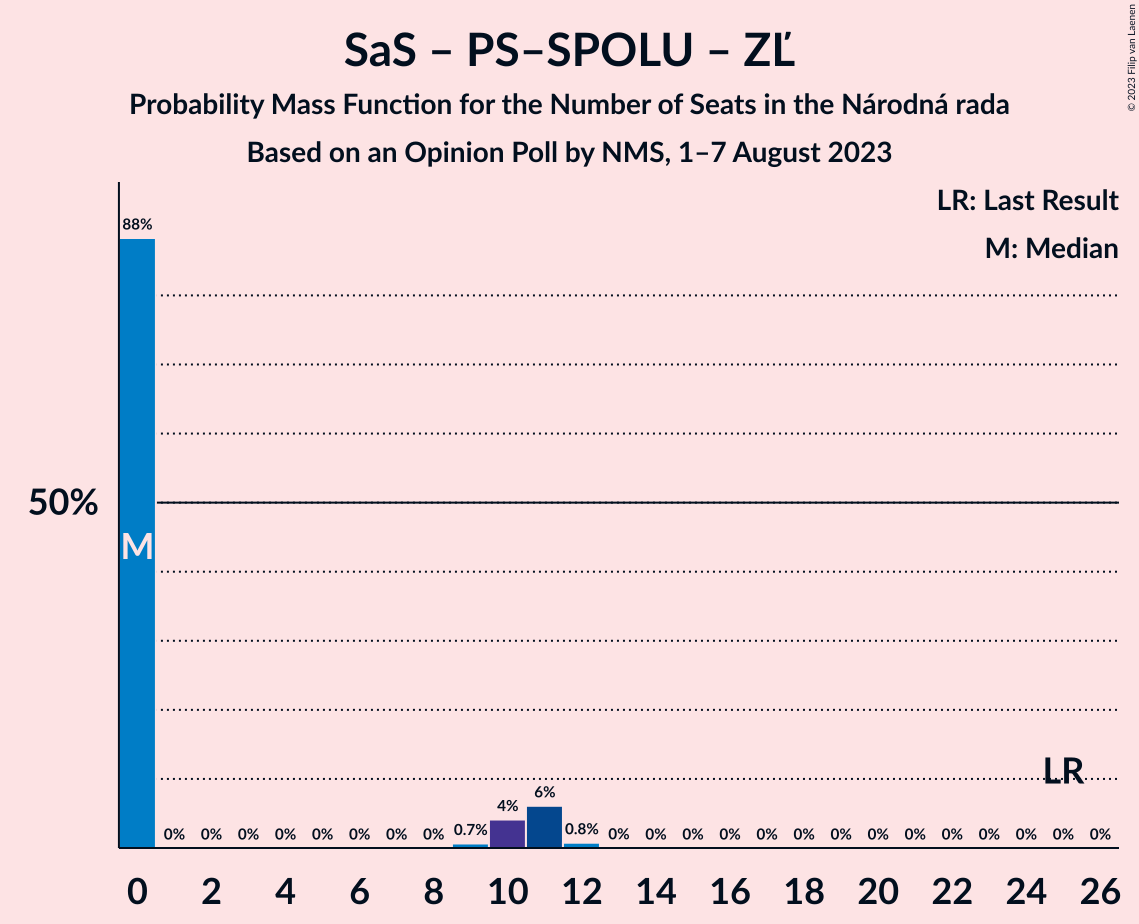 SaS – PS–SPOLU – ZĽ
Probability Mass Function for the Number of Seats in the Národná rada
Based on an Opinion Poll by NMS, 1–7 August 2023
© 2023 Filip van Laenen
LR: Last Result
M: Median
88%
50%
M
LR
0% 0% 0% 0% 0% 0% 0% 0% 0.7% 4% 6% 0.8% 0% 0% 0% 0% 0% 0% 0% 0% 0% 0% 0% 0% 0% 0%
0 2 4 6 8 10 12 14 16 18 20 22 24 26